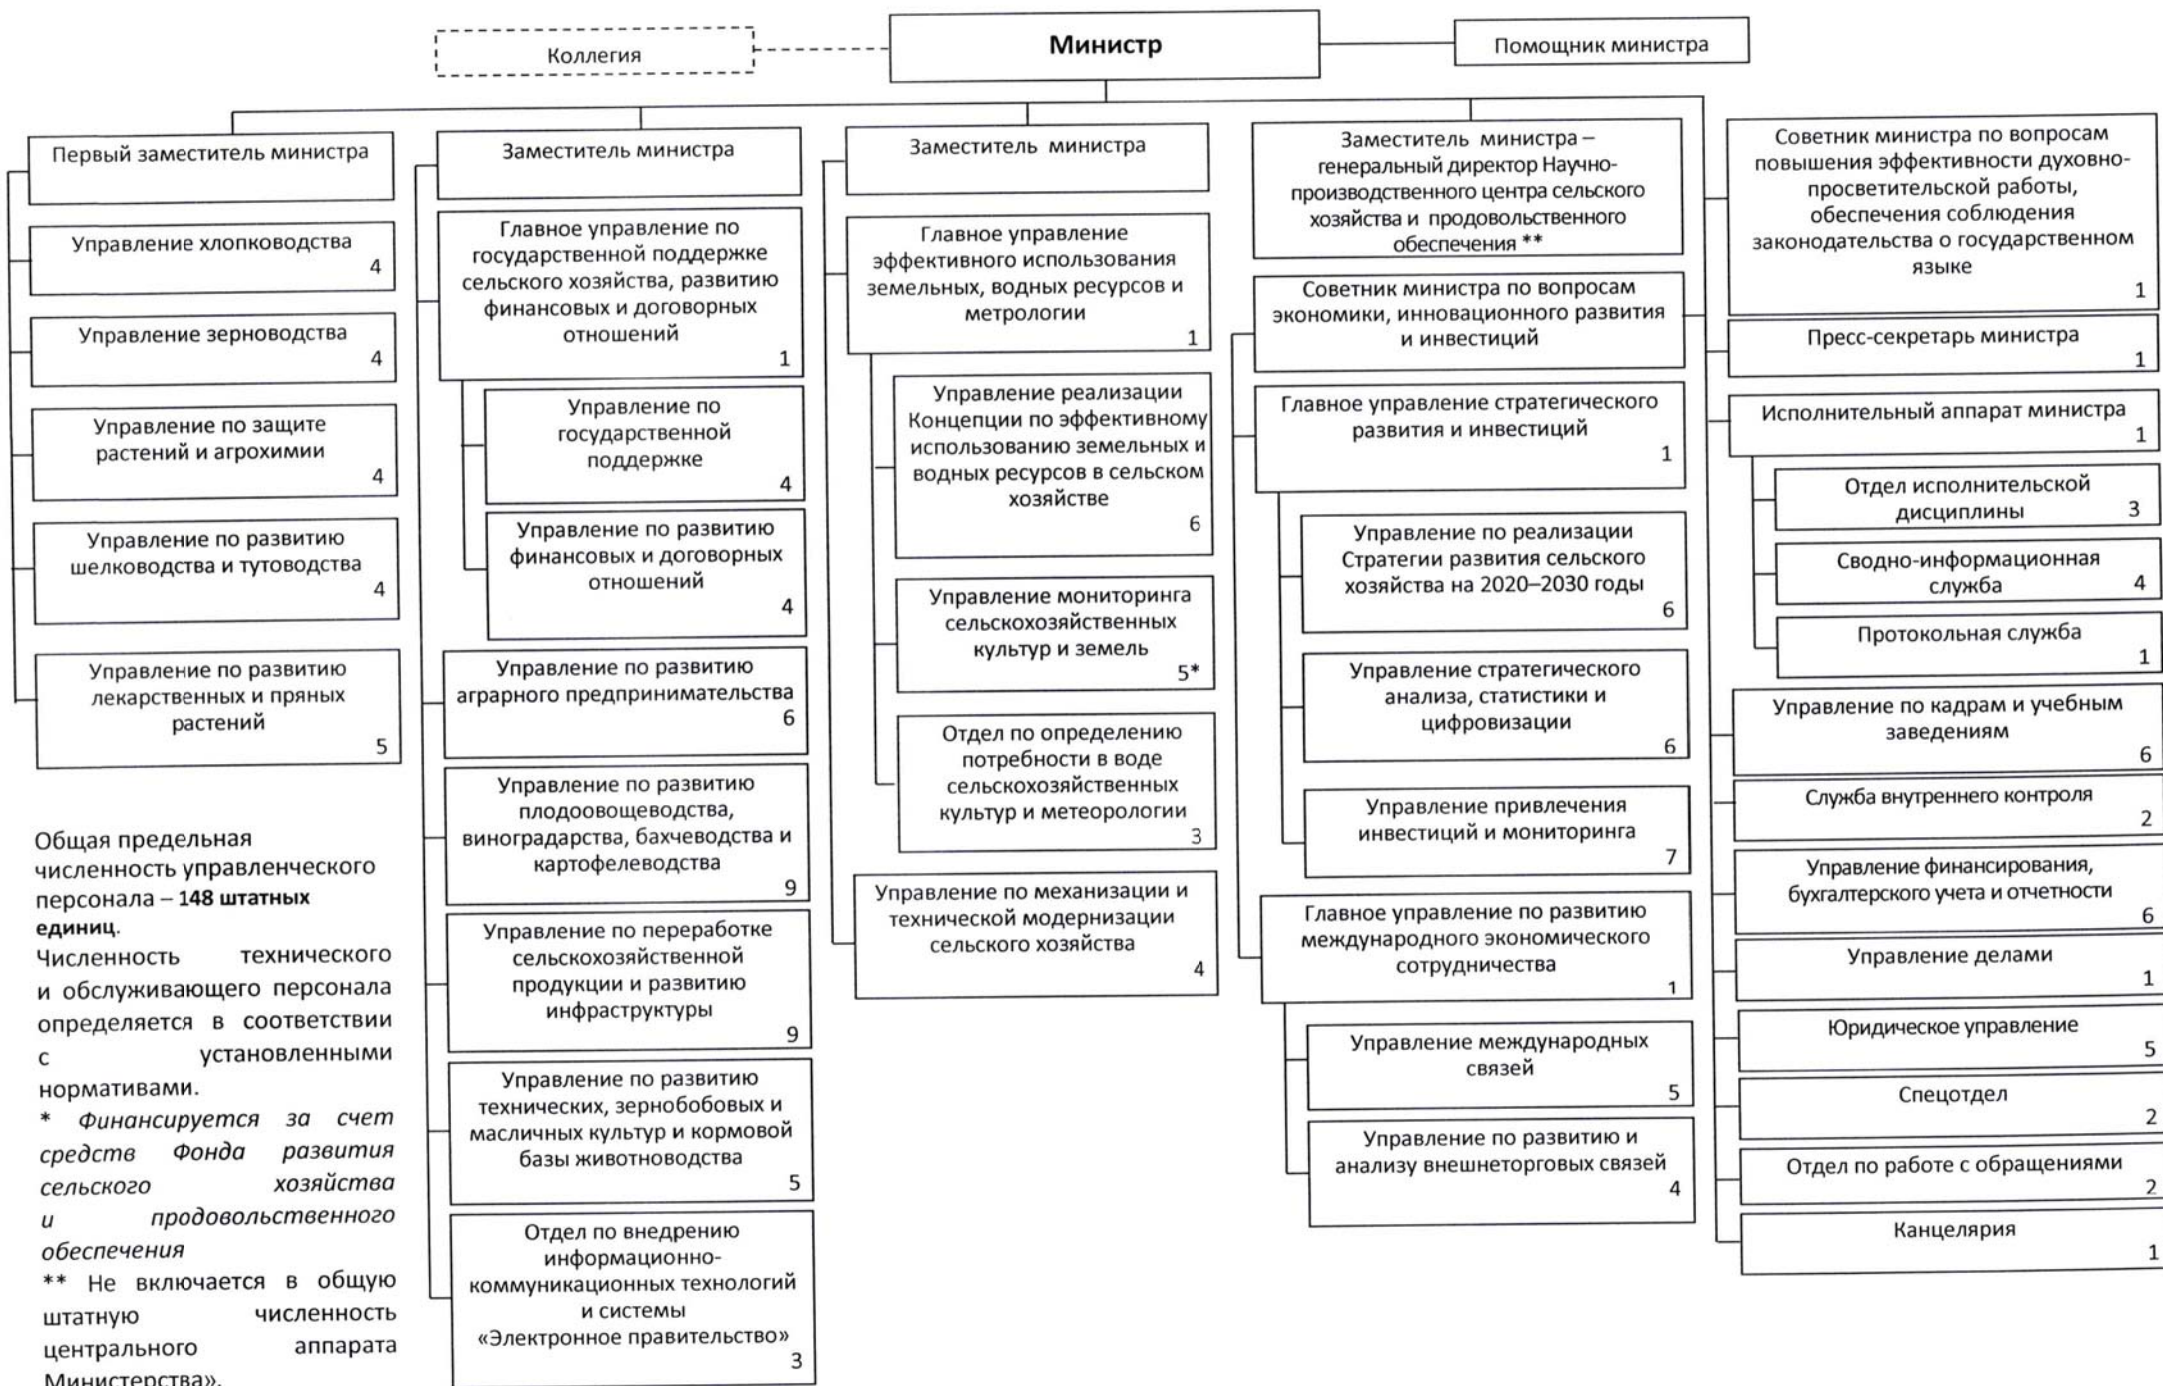 Коллегия
Министр
Помощник министра
Первый заместитель министра
Управление хлопководства
4
Управление зерноводства
4
Управление по защите
растений и агрохимии
4
Управление по развитию
шелководства и тутоводства
4
Управление по развитию
лекарственных и пряных
растений
5
Общая предельная
численность управленческого
персонала – 148 штатных
единиц.
Численность технического
и обслуживающего персонала
определяется в соответствии
с установленными
нормативами.
* Финансируется за счет
средств Фонда развития
сельского хозяйства
и продовольственного
обеспечения
** Не включается в общую
штатную численность
центрального аппарата
Министерства».
Заместитель министра
Главное управление по
государственной поддержке
сельского хозяйства, развитию
финансовых и договорных
отношений
1
Управление по
государственной
поддержке
4
Управление по развитию
финансовых и договорных
отношений
4
Управление по развитию
аграрного предпринимательства
6
Управление по развитию
плодоовощеводства,
виноградарства, бахчеводства и
картофелеводства
9
Управление по переработке
сельскохозяйственной
продукции и развитию
инфраструктуры
9
Управление по развитию
технических, зернобобовых и
масличных культур и кормовой
базы животноводства
5
Отдел по внедрению
информационно-
коммуникационных технологий
и системы
«Электронное правительство»
3
Заместитель министра
Главное управление
эффективного использования
земельных, водных ресурсов и
метрологии
1
Управление реализации
Концепции по эффективному
использованию земельных и
водных ресурсов в сельском
хозяйстве
6
Управление мониторинга
сельскохозяйственных
культур и земель
5*
Отдел по определению
потребности в воде
сельскохозяйственных
культур и метеорологии
3
Управление по механизации и
технической модернизации
сельского хозяйства
4
Заместитель министра –
генеральный директор Научно-
производственного центра сельского
хозяйства и продовольственного
обеспечения **
Советник министра по вопросам
экономики, инновационного развития
и инвестиций
Главное управление стратегического
развития и инвестиций
1
Управление по реализации
Стратегии развития сельского
хозяйства на 2020–2030 годы
6
Управление стратегического
анализа, статистики и
цифровизации
6
Управление привлечения
инвестиций и мониторинга
7
Главное управление по развитию
международного экономического
сотрудничества
1
Управление международных
связей
5
Управление по развитию и
анализу внешнеторговых связей
4
Советник министра по вопросам
повышения эффективности духовно-
просветительской работы,
обеспечения соблюдения
законодательства о государственном
языке
1
Пресс-секретарь министра
1
Исполнительный аппарат министра
1
Отдел исполнительской
дисциплины 3
Сводно-информационная
служба 4
Протокольная служба
1
Управление по кадрам и учебным
заведениям
6
Служба внутреннего контроля
2
Управление финансирования,
бухгалтерского учета и отчетности
6
Управление делами
1
Юридическое управление
5
Спецотдел
2
Отдел по работе с обращениями
2
Канцелярия
1